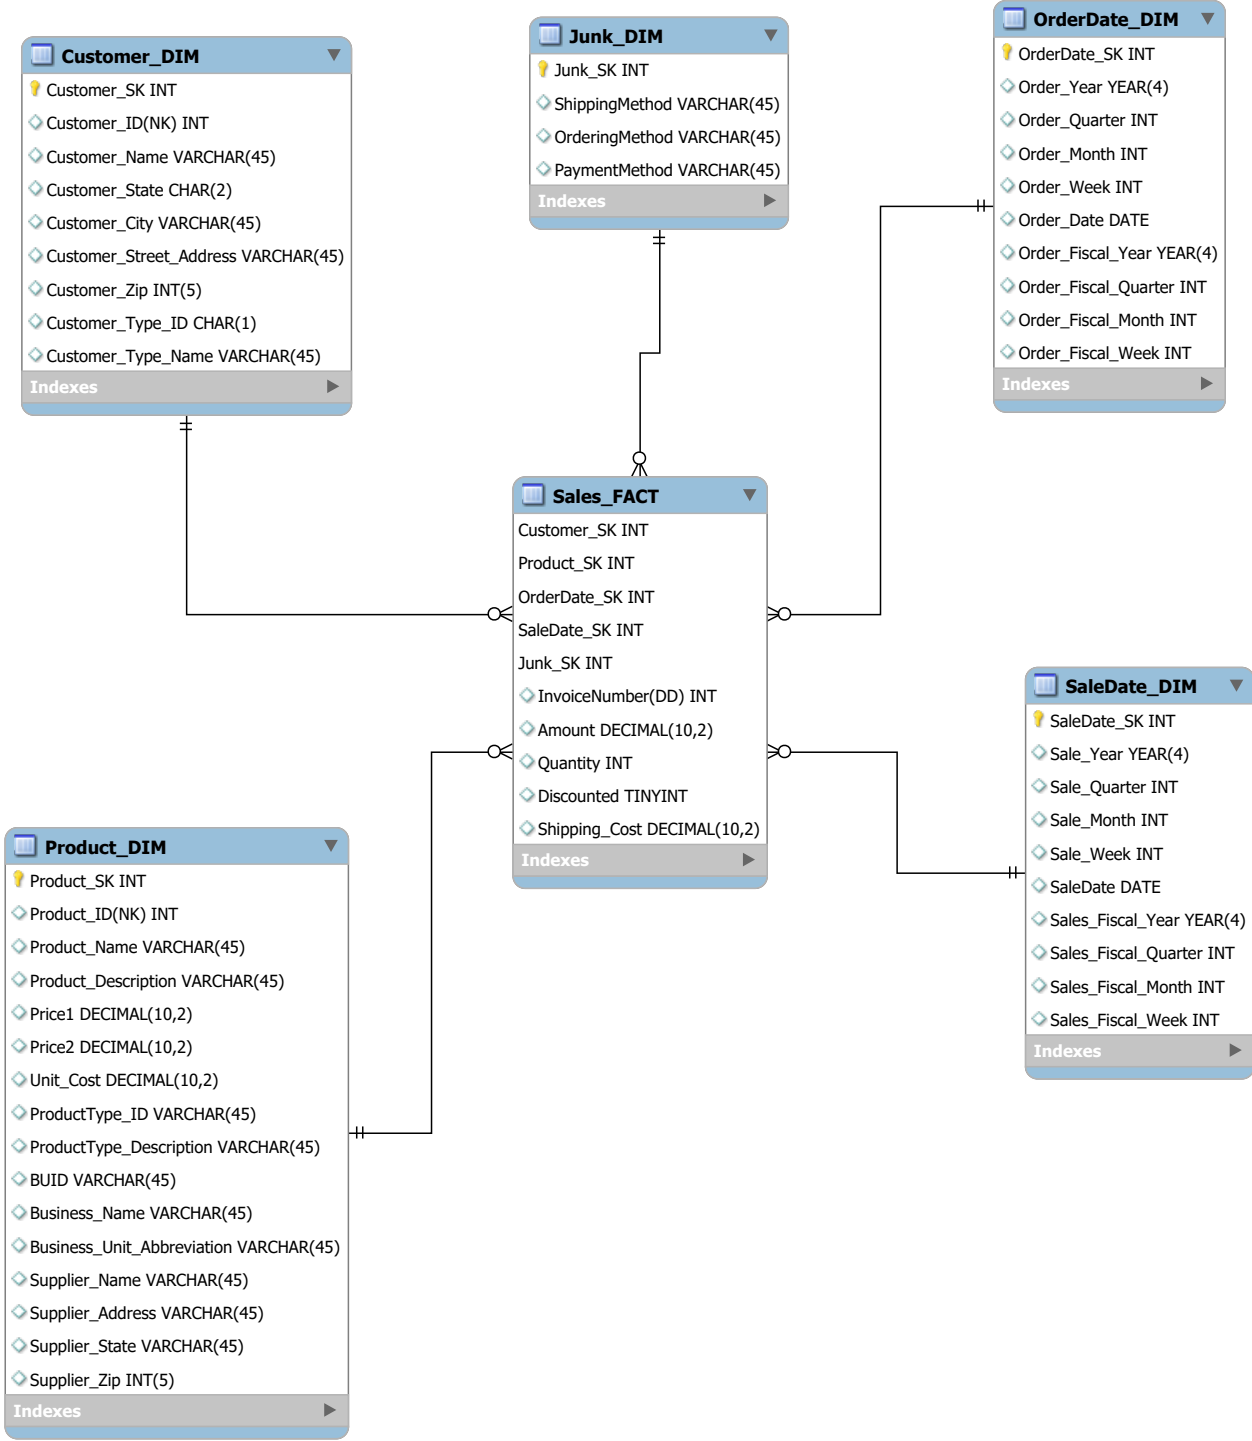 Customer_DIM
Customer_SK INT
Customer_ID(NK) INT
Customer_Name VARCHAR(45)
Customer_State CHAR(2)
Customer_City VARCHAR(45)
Customer_Street_Address VARCHAR(45)
Customer_Zip INT(5)
Customer_Type_ID CHAR(1)
Customer_Type_Name VARCHAR(45)
Indexes
Junk_DIM
Junk_SK INT
ShippingMethod VARCHAR(45)
OrderingMethod VARCHAR(45)
PaymentMethod VARCHAR(45)
Indexes
OrderDate_DIM
OrderDate_SK INT
Order_Year YEAR(4)
Order_Quarter INT
Order_Month INT
Order_Week INT
Order_Date DATE
Order_Fiscal_Year YEAR(4)
Order_Fiscal_Quarter INT
Order_Fiscal_Month INT
Order_Fiscal_Week INT
Indexes
Sales_FACT
Customer_SK INT
Product_SK INT
OrderDate_SK INT
SaleDate_SK INT
Junk_SK INT
InvoiceNumber(DD) INT
Amount DECIMAL(10,2)
Quantity INT
Discounted TINYINT
Shipping_Cost DECIMAL(10,2)
Indexes
SaleDate_DIM
SaleDate_SK INT
Sale_Year YEAR(4)
Sale_Quarter INT
Sale_Month INT
Sale_Week INT
SaleDate DATE
Sales_Fiscal_Year YEAR(4)
Sales_Fiscal_Quarter INT
Sales_Fiscal_Month INT
Sales_Fiscal_Week INT
Indexes
Product_DIM
Product_SK INT
Product_ID(NK) INT
Product_Name VARCHAR(45)
Product_Description VARCHAR(45)
Price1 DECIMAL(10,2)
Price2 DECIMAL(10,2)
Unit_Cost DECIMAL(10,2)
ProductType_ID VARCHAR(45)
ProductType_Description VARCHAR(45)
BUID VARCHAR(45)
Business_Name VARCHAR(45)
Business_Unit_Abbreviation VARCHAR(45)
Supplier_Name VARCHAR(45)
Supplier_Address VARCHAR(45)
Supplier_State VARCHAR(45)
Supplier_Zip INT(5)
Indexes